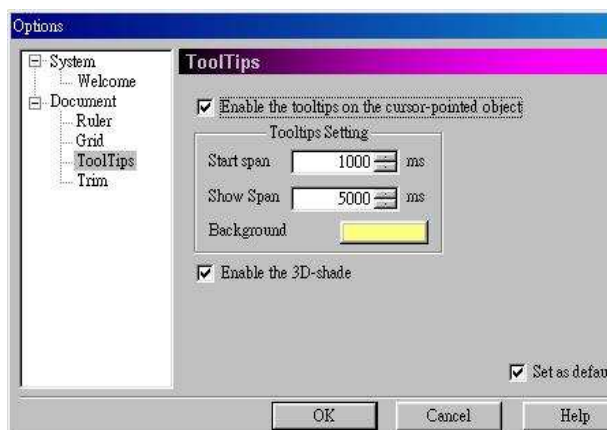 Options
System
Welcome
Document
Ruler
Grid
ToolTips
Trim
ToolTips
Enable the tooltips on the cursor-pointed object
Tooltips Setting
Start span 1000 ms
Show Span 5000 ms
Background
Enable the 3D-shade
Set as defau
OK Cancel Help